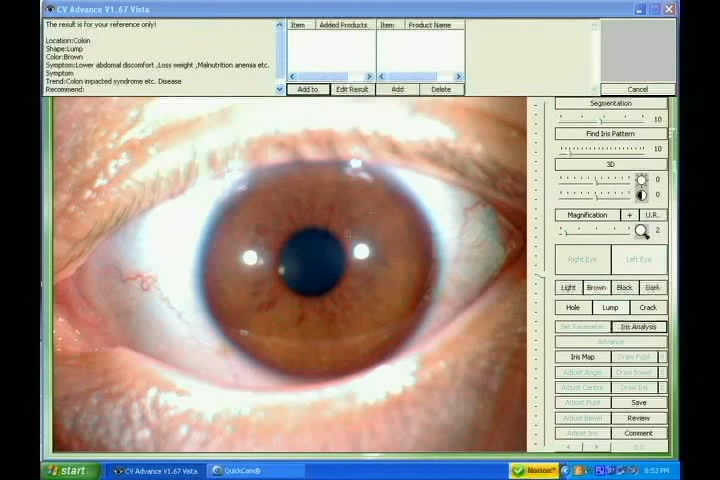 CV Advance V1.67 Vista
The result is for your reference only!
Location:Colon
Shape:Lump
Color:Brown
Symptom:Lower abdominal discomfort ,Loss weight ,Malnutrition anemia etc.
Symptom
Trend:Colon impacted syndrome etc. Disease
Recommend:
Item Added Products
Item Product Name
Add to Edit Result Add Delete
Cancel
Segmentation
10
Find Iris Pattern
10
3D
0
0
Magnification + U.R.
2
Right Eye Left Eye
Light Brown Black Dark
Hole Lump Crack
Set Parameter Iris Analysis
Advance
Iris Map Draw Pupil
Adjust Angle Draw Bowel
Adjust Centre Draw Iris
Adjust Pupil Save
Adjust Bowel Review
Adjust Iris Comment
0.0
start CV Advance V1.67 Vista QuickCam® Norton™ 8:53 PM